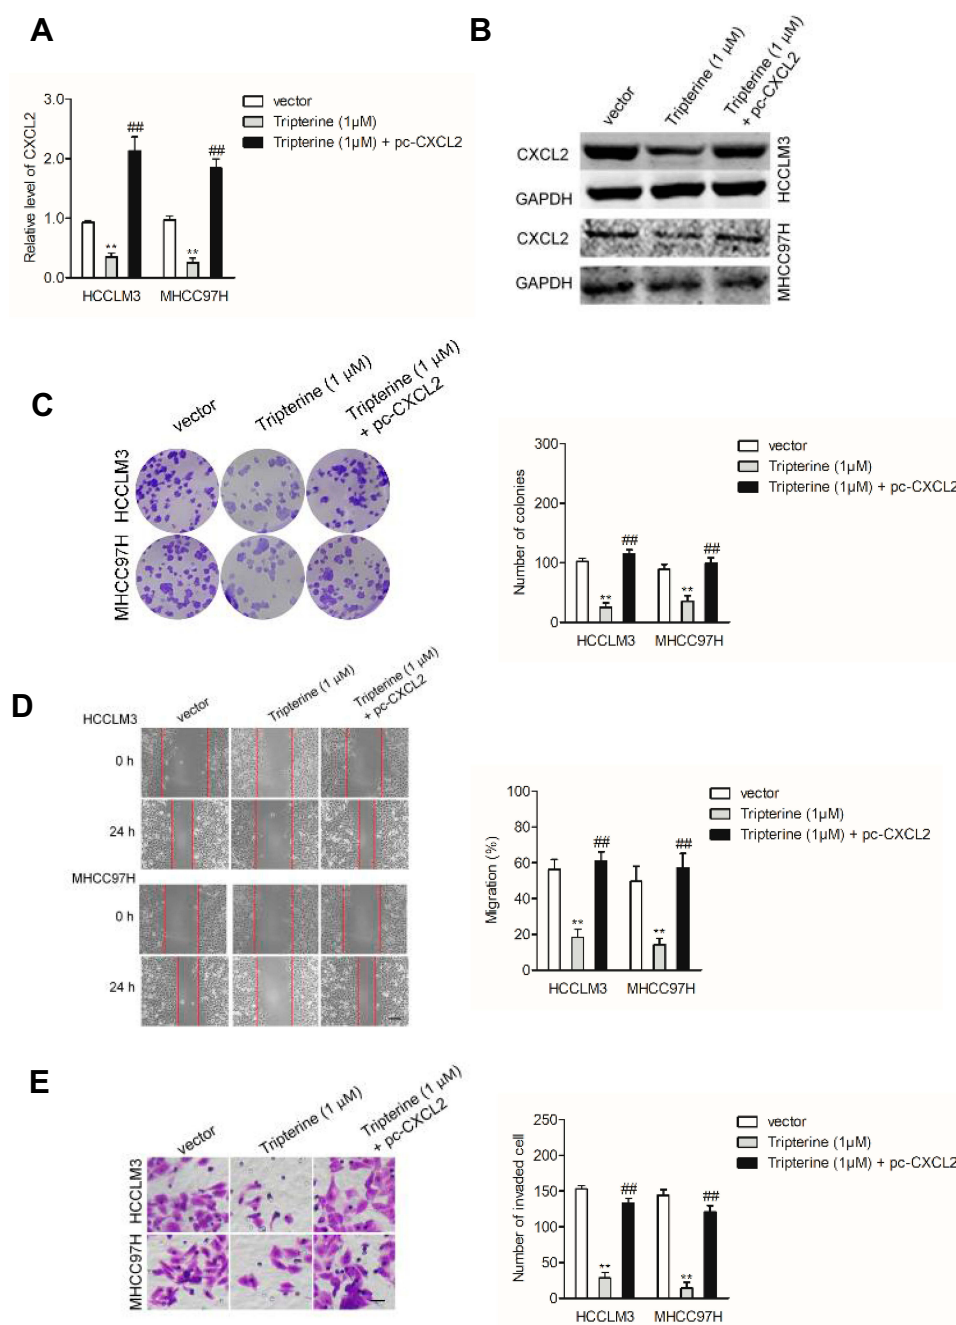 A
3.0
2.0
1.0
0.0
Relative level of CXCL2
##
##
**
**
HCCLM3
MHCC97H
vector
Tripterine (1μM)
Tripterine (1μM) + pc-CXCL2
B
vector
Tripterine (1 μM)
Tripterine (1 μM)
+ pc-CXCL2
CXCL2
GAPDH
HCCLM3
CXCL2
GAPDH
MHCC97H
C
vector
Tripterine (1 μM)
Tripterine (1 μM)
+ pc-CXCL2
HCCLM3
MHCC97H
300
200
100
0
Number of colonies
##
##
**
**
HCCLM3
MHCC97H
vector
Tripterine (1μM)
Tripterine (1μM) + pc-CXCL2
D
vector
Tripterine (1 μM)
Tripterine (1 μM)
+ pc-CXCL2
HCCLM3
0 h
24 h
MHCC97H
0 h
24 h
100
80
60
40
20
0
Migration (%)
##
##
**
**
HCCLM3
MHCC97H
vector
Tripterine (1μM)
Tripterine (1μM) + pc-CXCL2
E
vector
Tripterine (1 μM)
Tripterine (1 μM)
+ pc-CXCL2
HCCLM3
MHCC97H
250
200
150
100
50
0
Number of invaded cell
##
##
**
**
HCCLM3
MHCC97H
vector
Tripterine (1μM)
Tripterine (1μM) + pc-CXCL2